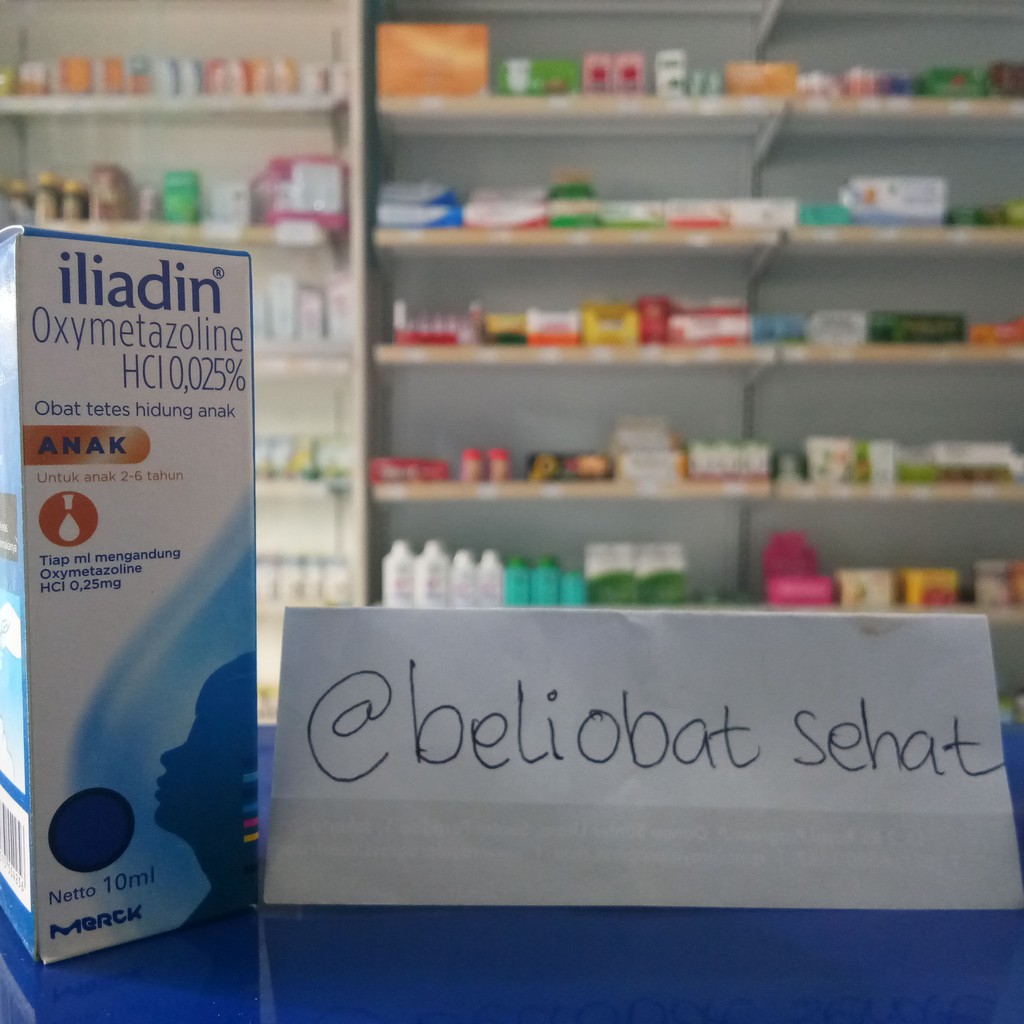 iliadin®
Oxymetazoline
HCl 0,025%
Obat tetes hidung anak
ANAK
Untuk anak 2-6 tahun
Tiap ml mengandung
Oxymetazoline
HCl 0,25mg
Netto 10ml
MERCK
@beliobat sehat